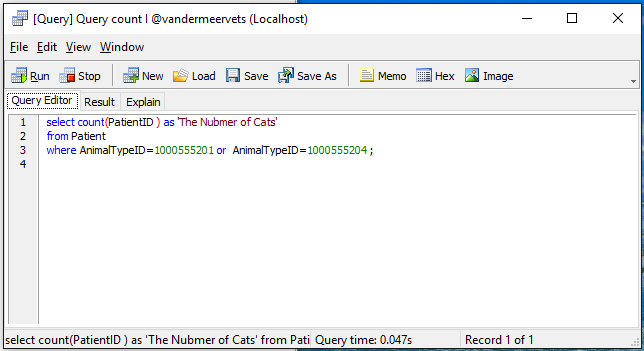 [Query] Query count l @vandermeervets (Localhost)
File Edit View Window
Run Stop New Load Save Save As Memo Hex Image
Query Editor Result Explain
1 select count(PatientID ) as 'The Nubmer of Cats'
2 from Patient
3 where AnimalTypeID=1000555201 or  AnimalTypeID=1000555204 ;
4
select count(PatientID ) as 'The Nubmer of Cats' from Pati Query time: 0.047s Record 1 of 1